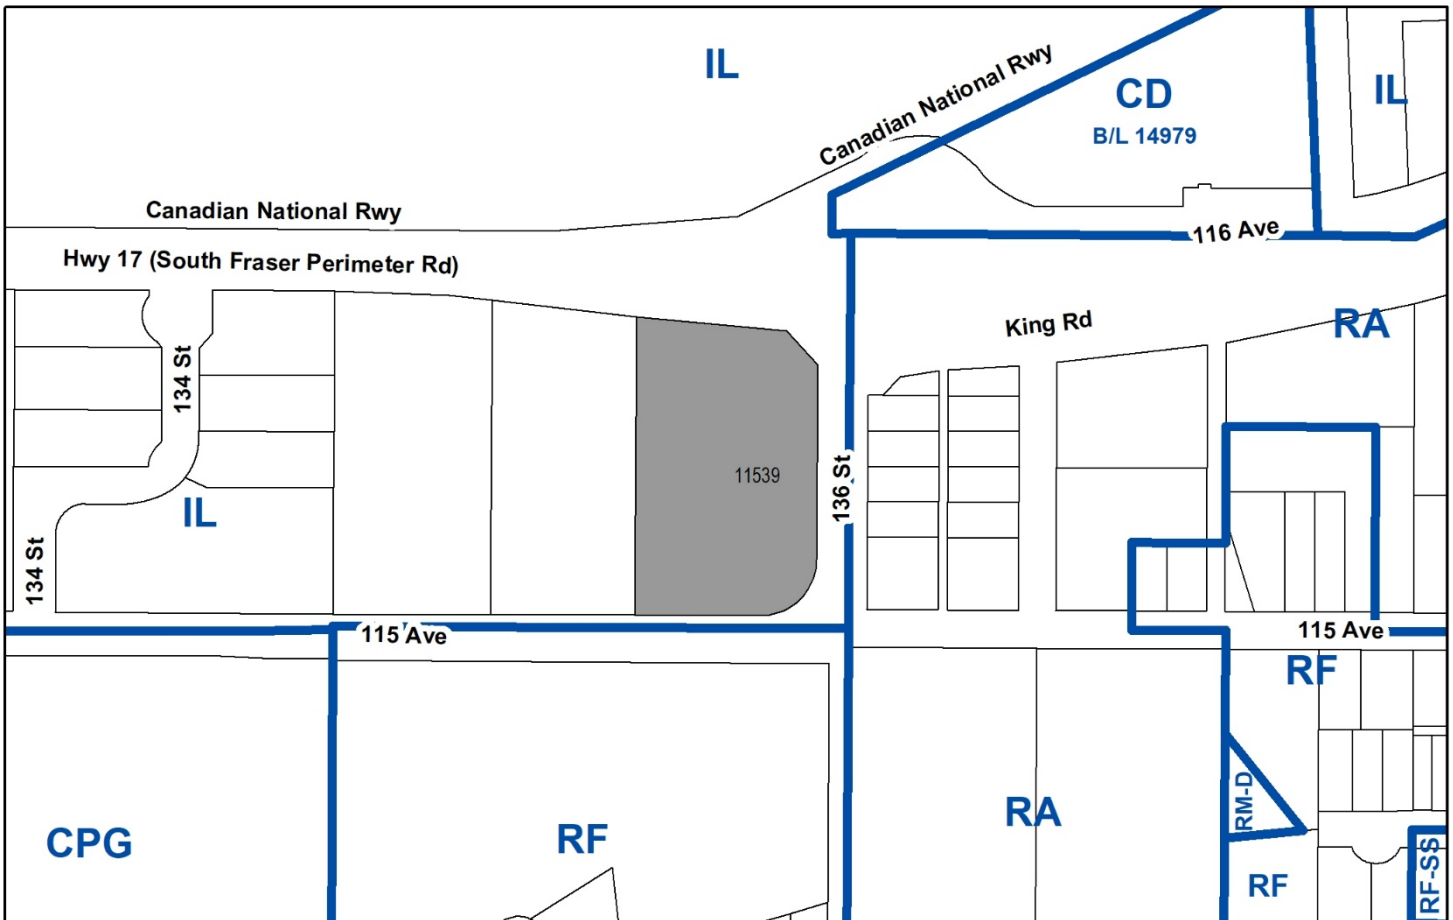 IL
Canadian National Rwy
CD
B/L 14979
IL
Canadian National Rwy
116 Ave
Hwy 17 (South Fraser Perimeter Rd)
King Rd
RA
134 St
11539
136 St
IL
134 St
115 Ave
115 Ave
RF
CPG
RF
RA
RM-D
RF
RF-SS